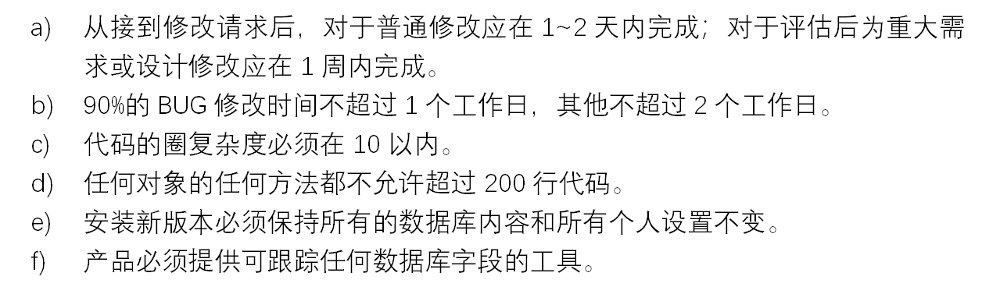 a) 从接到修改请求后，对于普通修改应在 1~2 天内完成；对于评估后为重大需
求或设计修改应在 1 周内完成。
b) 90%的 BUG 修改时间不超过 1 个工作日，其他不超过 2 个工作日。
c) 代码的圈复杂度必须在 10 以内。
d) 任何对象的任何方法都不允许超过 200 行代码。
e) 安装新版本必须保持所有的数据库内容和所有个人设置不变。
f) 产品必须提供可跟踪任何数据库字段的工具。